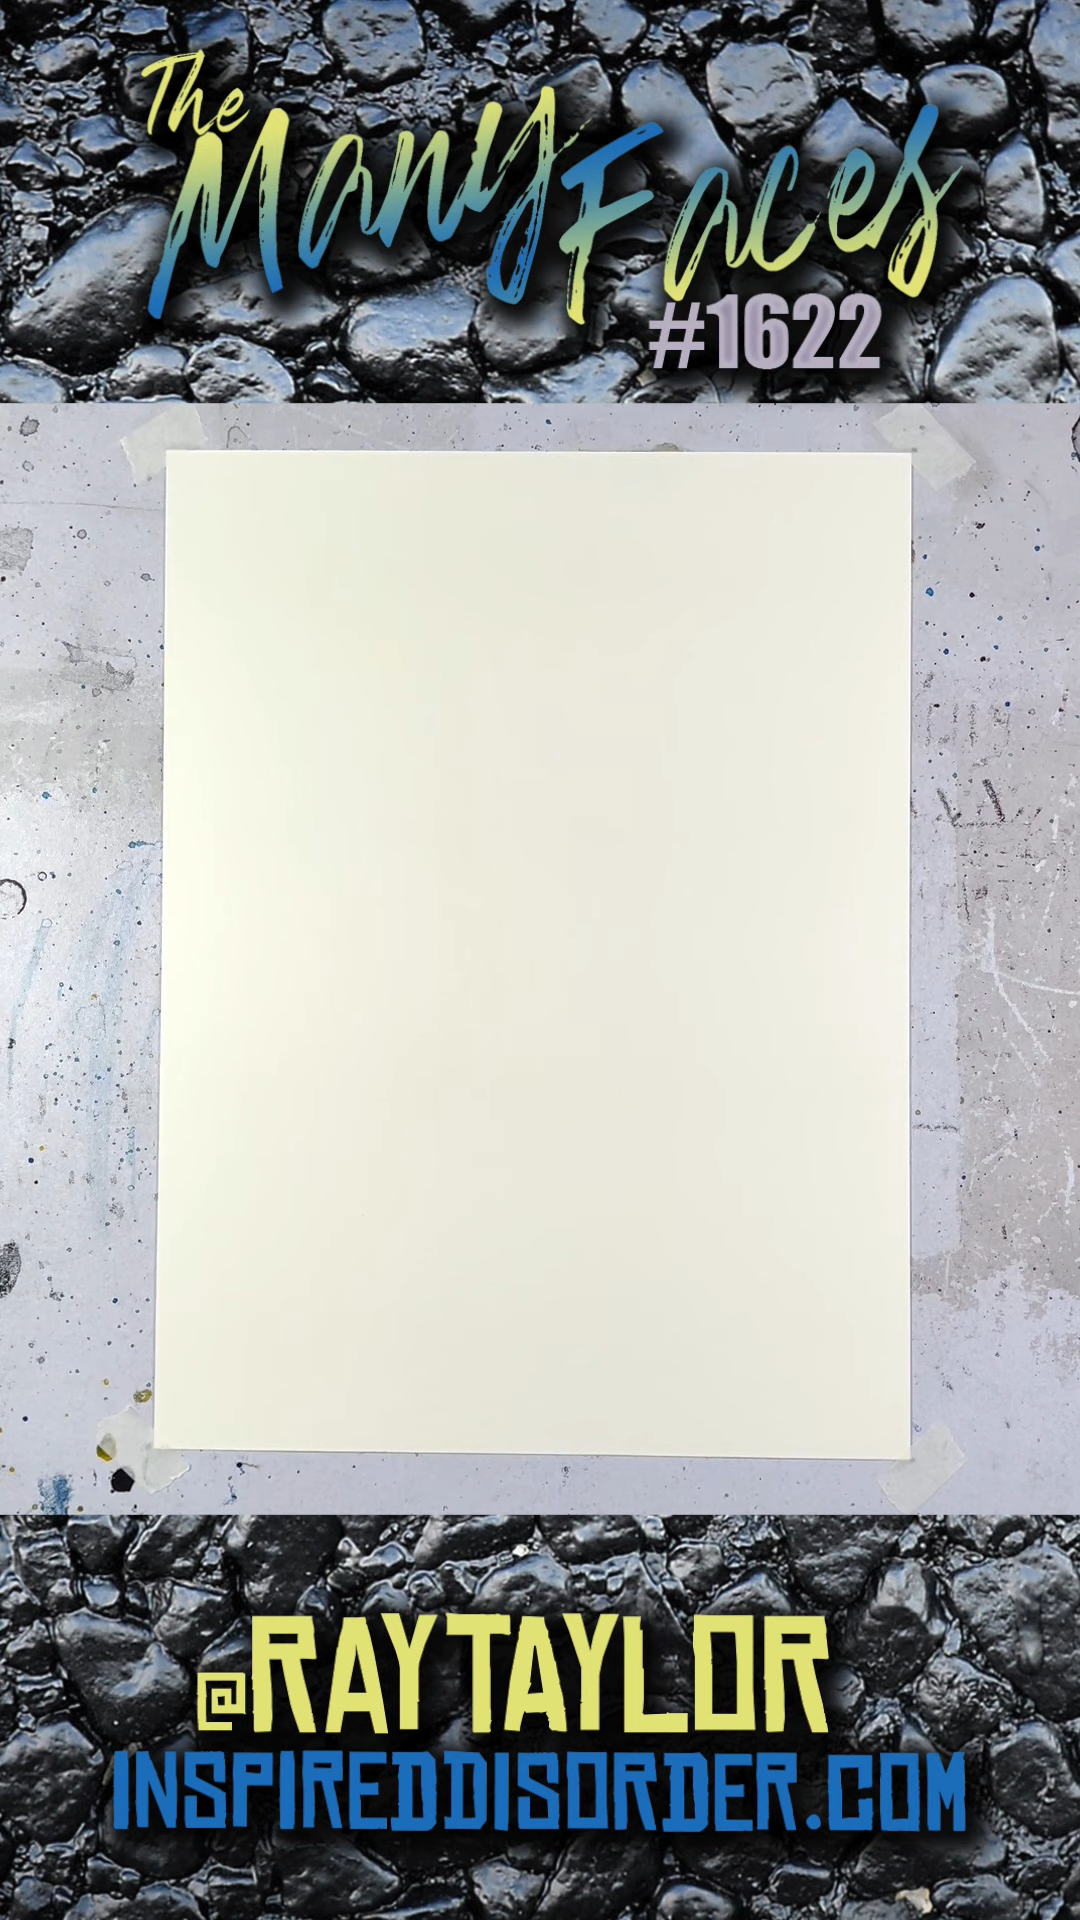 The
Many Faces
#1622
@RAYTAYLOR
INSPIREDDISORDER.COM